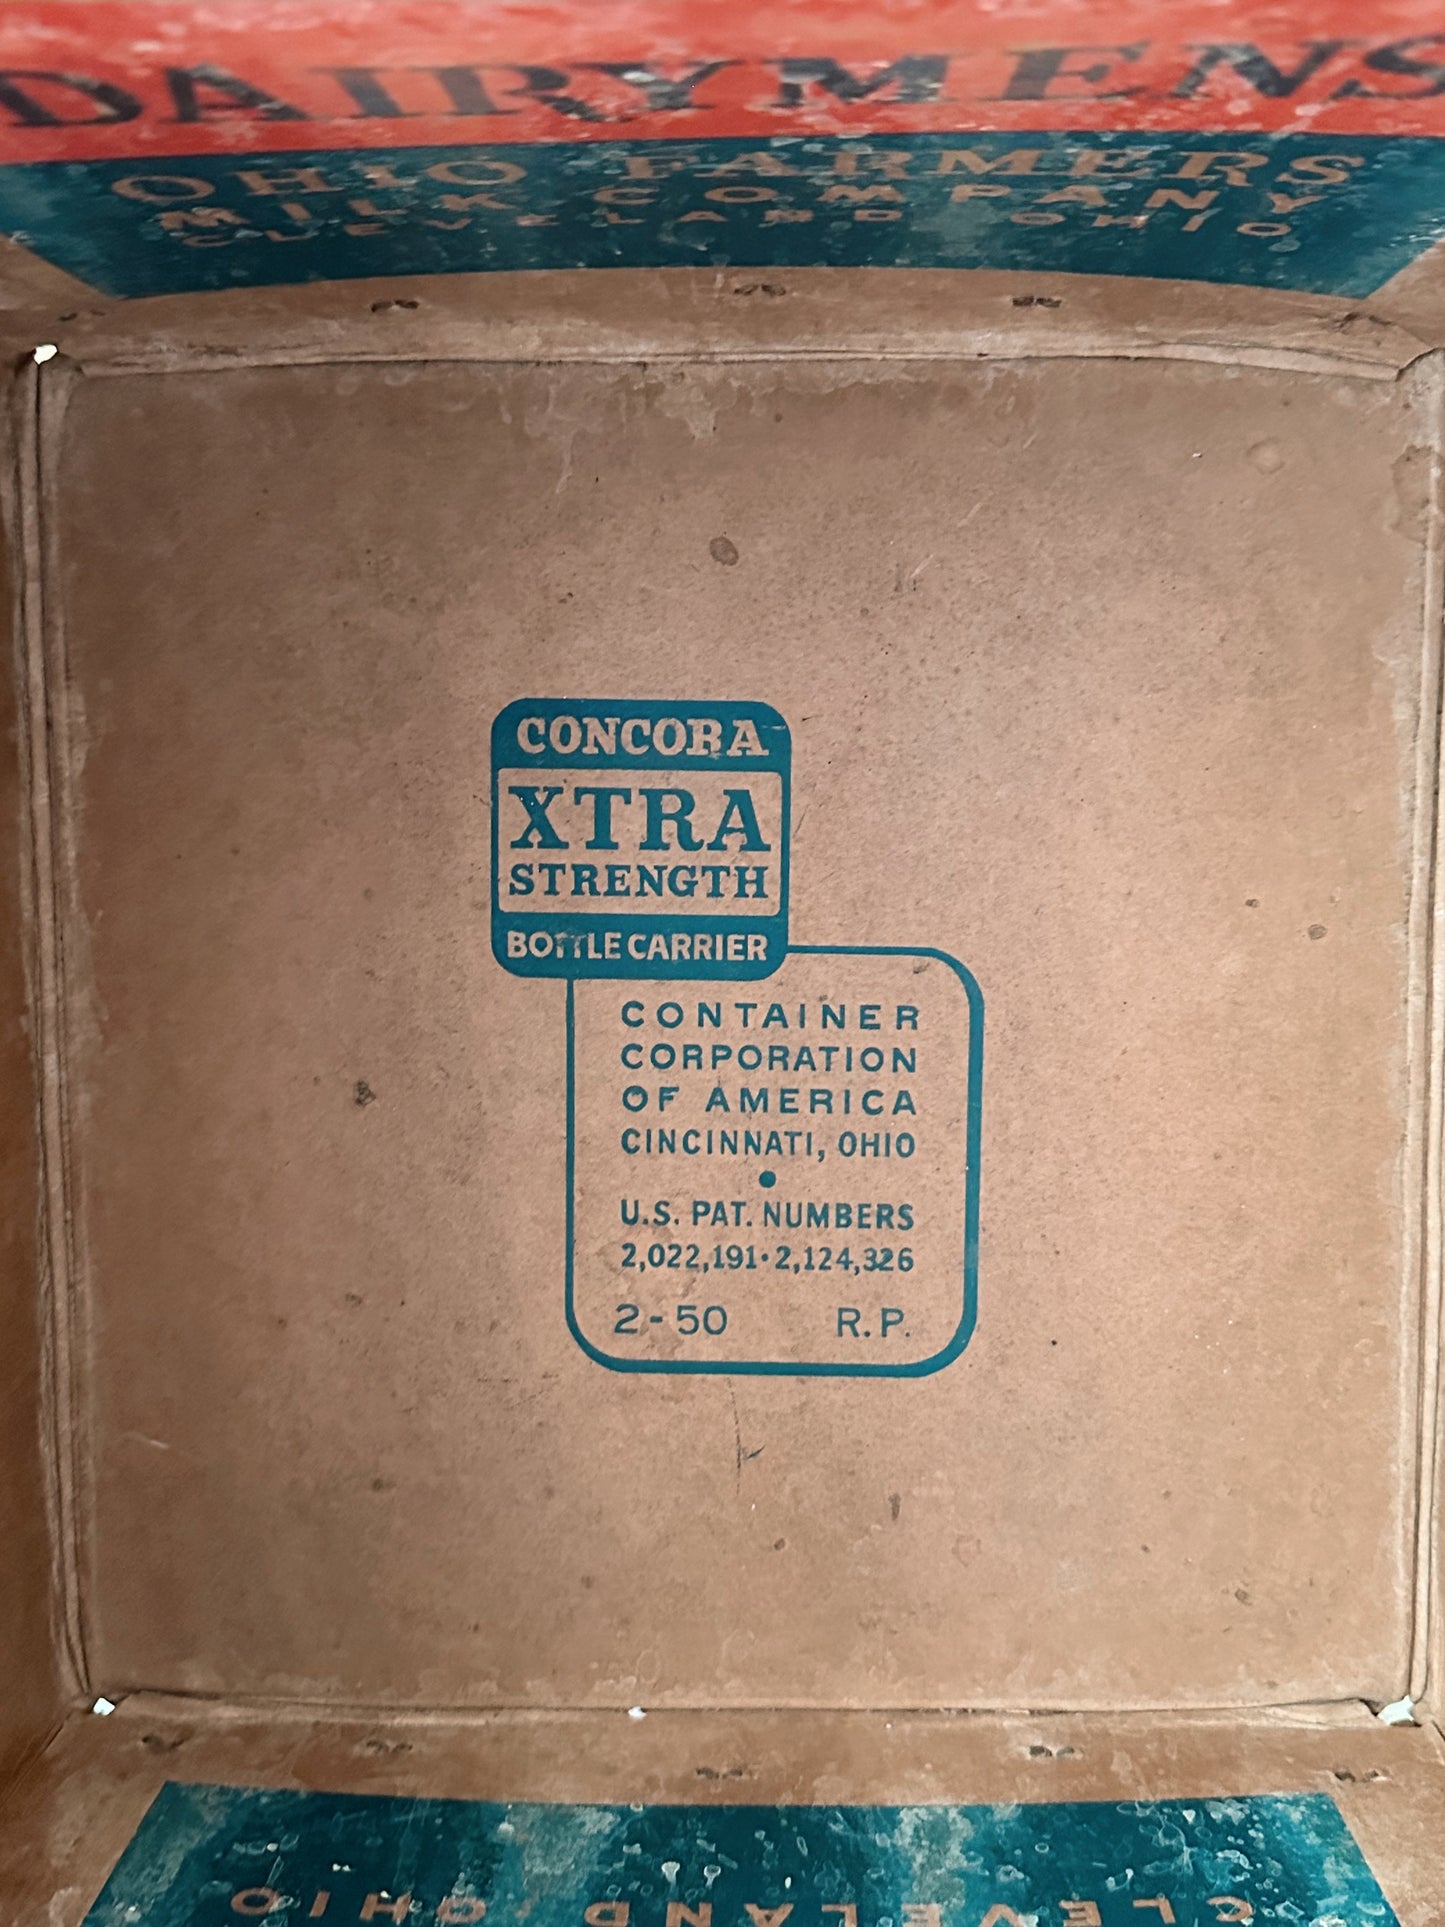 DAIRYMENS
OHIO FARMERS
MILK COMPANY
CLEVELAND OHIO
CONCORA
XTRA
STRENGTH
BOTTLE CARRIER
CONTAINER
CORPORATION
OF AMERICA
CINCINNATI, OHIO
•
U.S. PAT. NUMBERS
2,022,191•2,124,326
2-50 R.P.
CLEVELAND, OHIO